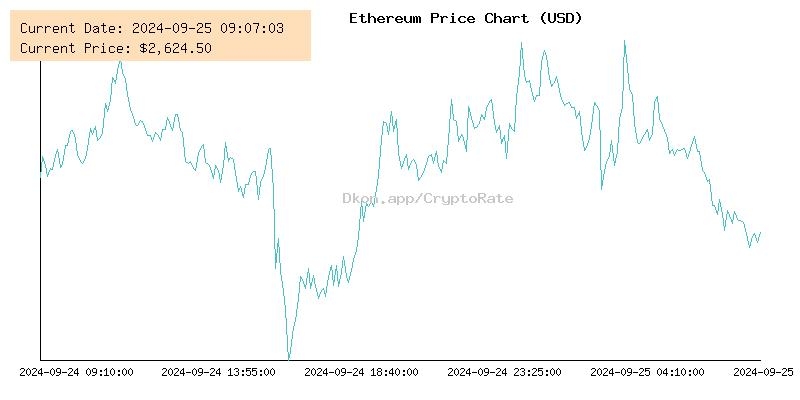 Ethereum Price Chart (USD)
Current Date: 2024-09-25 09:07:03
Current Price: $2,624.50
Dkon.app/CryptoRate
2024-09-24 09:10:00
2024-09-24 13:55:00
2024-09-24 18:40:00
2024-09-24 23:25:00
2024-09-25 04:10:00
2024-09-25